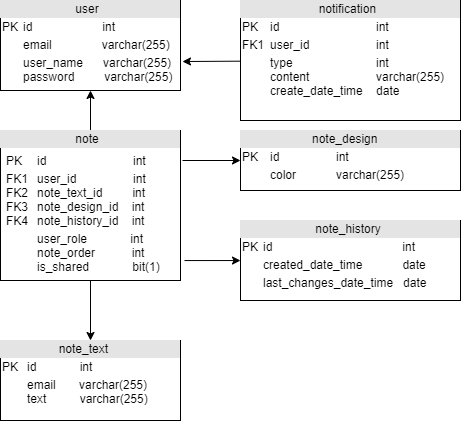 user
PK id int
email varchar(255)
user_name varchar(255)
password varchar(255)
notification
PK id int
FK1 user_id int
type int
content varchar(255)
create_date_time date
note
PK id int
FK1 user_id int
FK2 note_text_id int
FK3 note_design_id int
FK4 note_history_id int
user_role int
note_order int
is_shared bit(1)
note_design
PK id int
color varchar(255)
note_history
PK id int
created_date_time date
last_changes_date_time date
note_text
PK id int
email varchar(255)
text varchar(255)